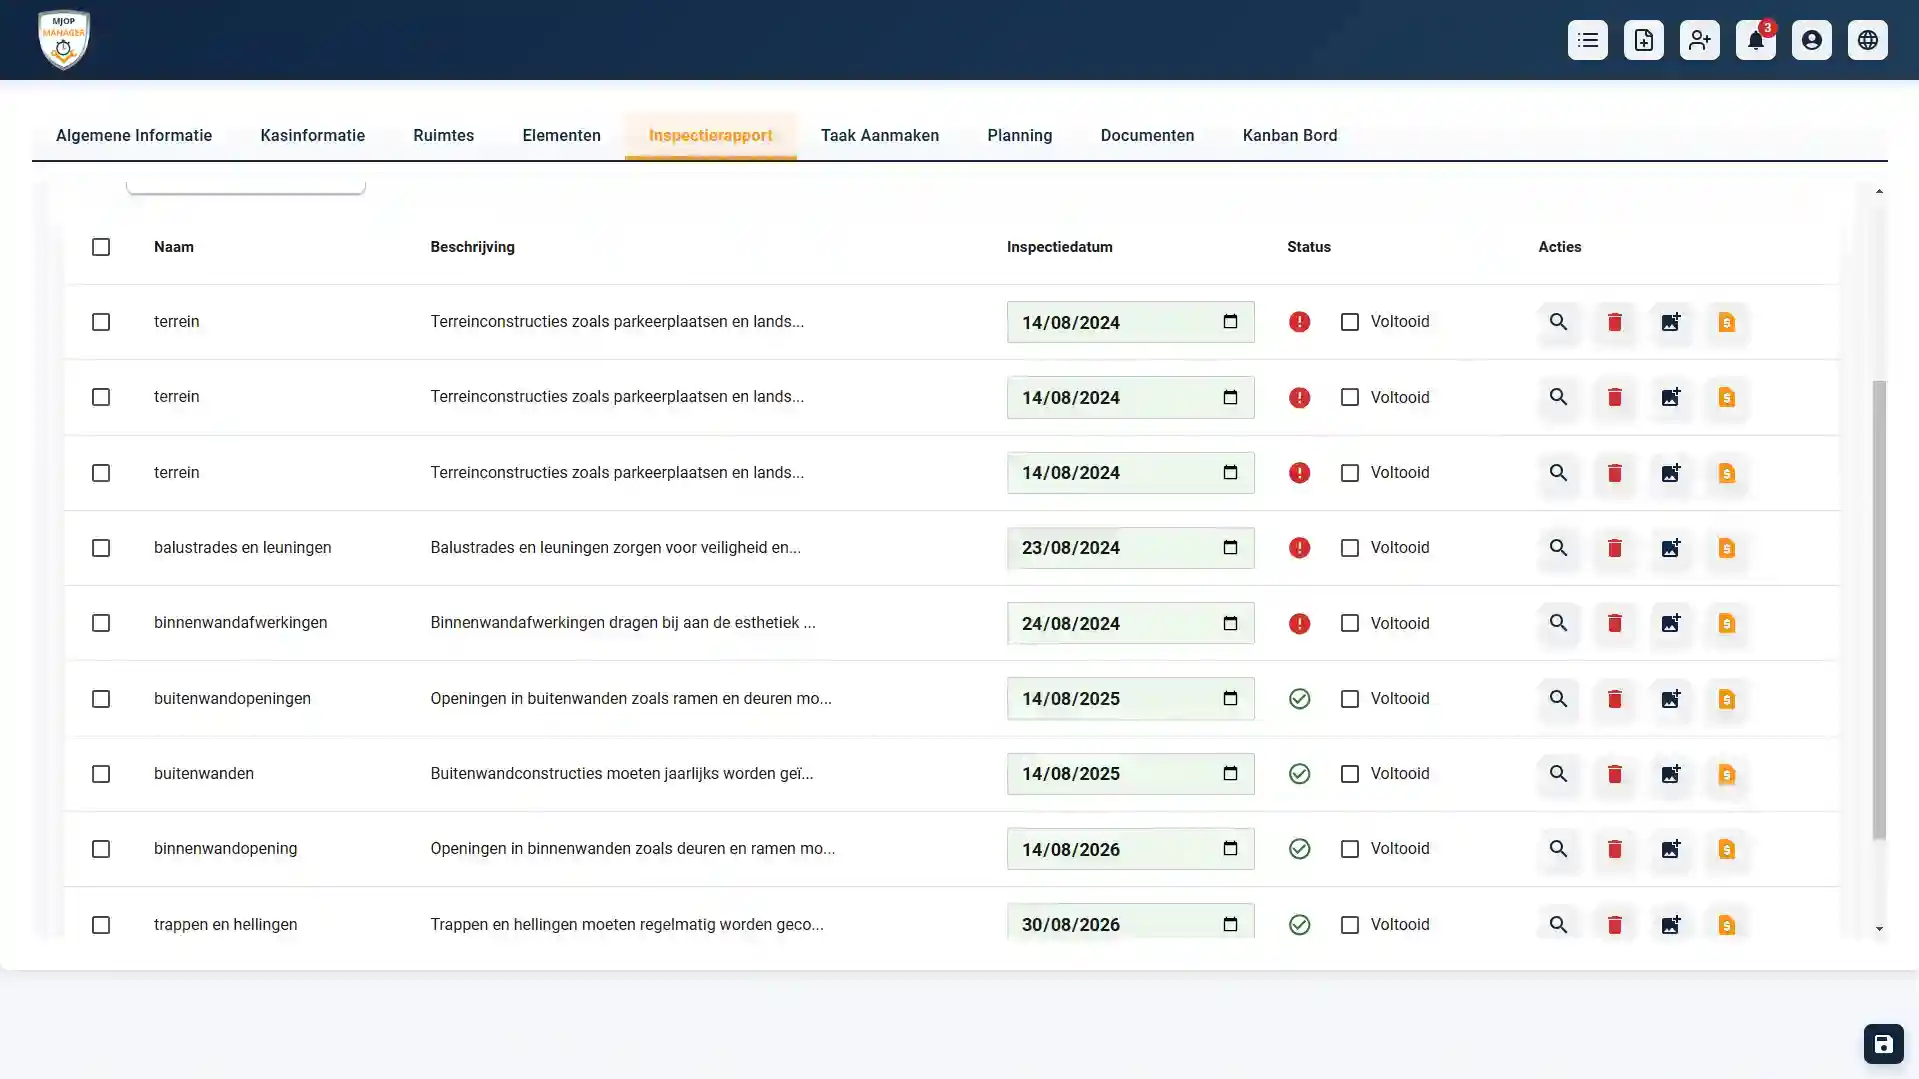 MJOP
MANAGER
3
Algemene Informatie Kasinformatie Ruimtes Elementen Inspectierapport Taak Aanmaken Planning Documenten Kanban Bord
Naam Beschrijving Inspectiedatum Status Acties
terrein Terreinconstructies zoals parkeerplaatsen en lands... 14/08/2024 Voltooid
terrein Terreinconstructies zoals parkeerplaatsen en lands... 14/08/2024 Voltooid
terrein Terreinconstructies zoals parkeerplaatsen en lands... 14/08/2024 Voltooid
balustrades en leuningen Balustrades en leuningen zorgen voor veiligheid en... 23/08/2024 Voltooid
binnenwandafwerkingen Binnenwandafwerkingen dragen bij aan de esthetiek ... 24/08/2024 Voltooid
buitenwandopeningen Openingen in buitenwanden zoals ramen en deuren mo... 14/08/2025 Voltooid
buitenwanden Buitenwandconstructies moeten jaarlijks worden geï... 14/08/2025 Voltooid
binnenwandopening Openingen in binnenwanden zoals deuren en ramen mo... 14/08/2026 Voltooid
trappen en hellingen Trappen en hellingen moeten regelmatig worden geco... 30/08/2026 Voltooid